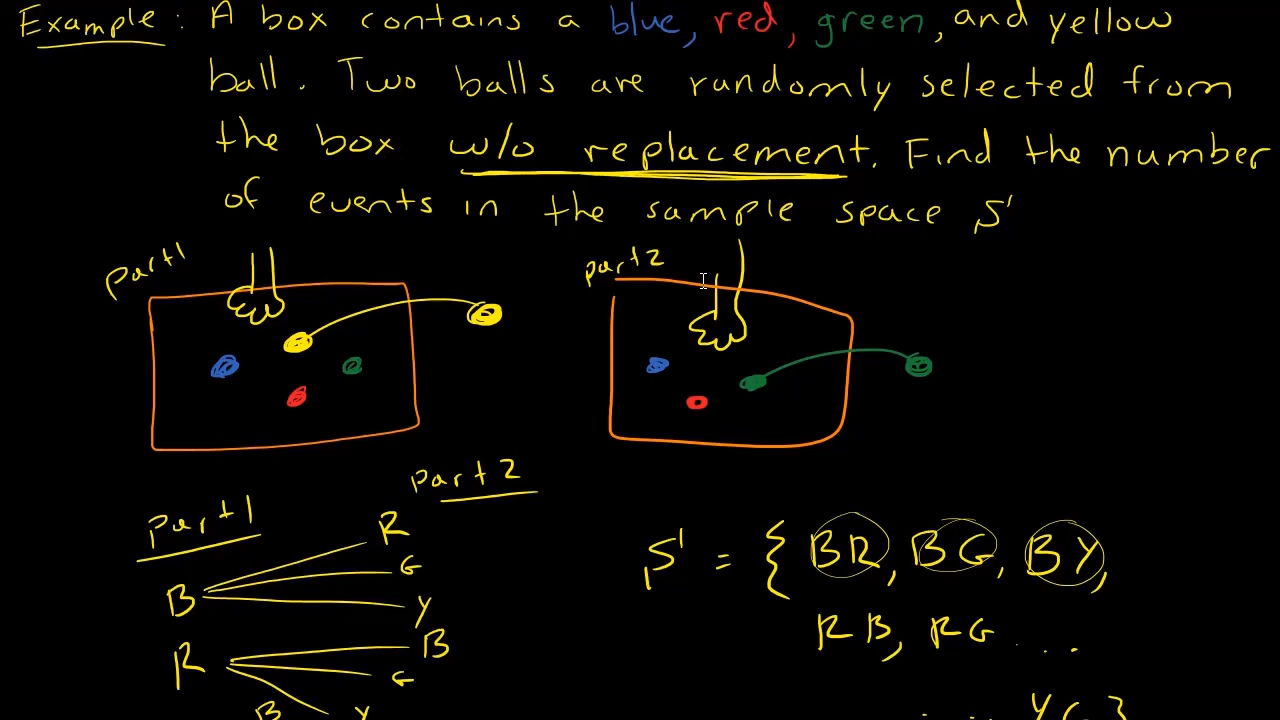 Example: A box contains a blue, red, green, and yellow
ball. Two balls are randomly selected from
the box w/o replacement. Find the number
of events in the sample space S
part 1
part 2
Part 1
Part 2
B
R
G
Y
R
B
G
Y
B
S = { BR, BG, BY,
RB, RG ...
.... YG }